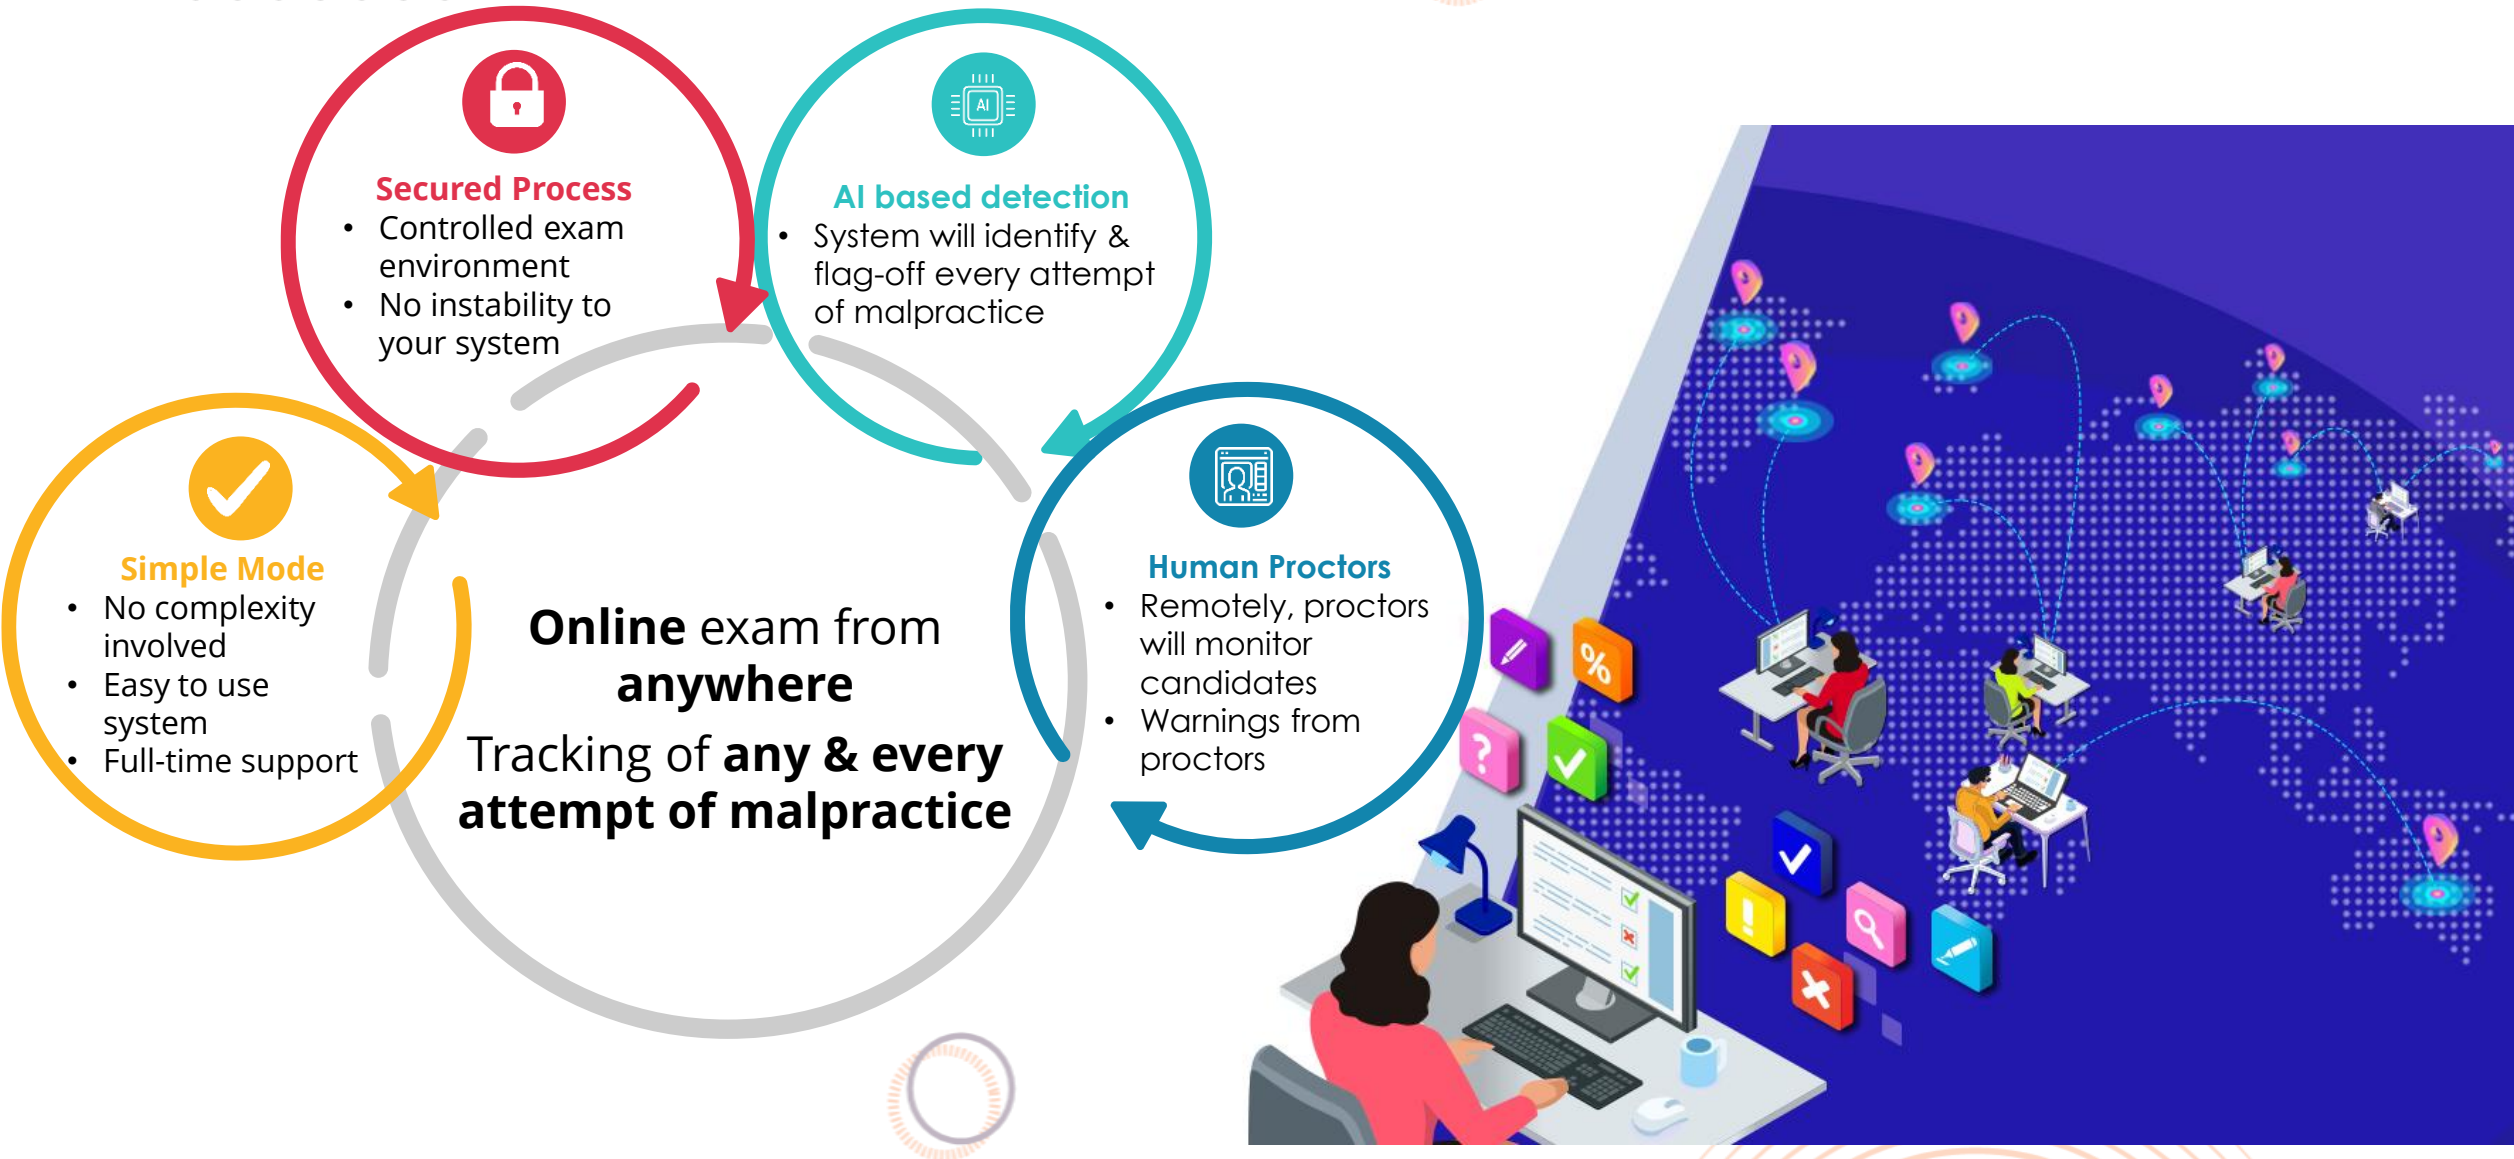 Secured Process
• Controlled exam
environment
• No instability to
your system
AI
AI based detection
• System will identify &
flag-off every attempt
of malpractice
Simple Mode
• No complexity
involved
• Easy to use
system
• Full-time support
Human Proctors
• Remotely, proctors
will monitor
candidates
• Warnings from
proctors
Online exam from
anywhere
Tracking of any & every
attempt of malpractice
%
?
!